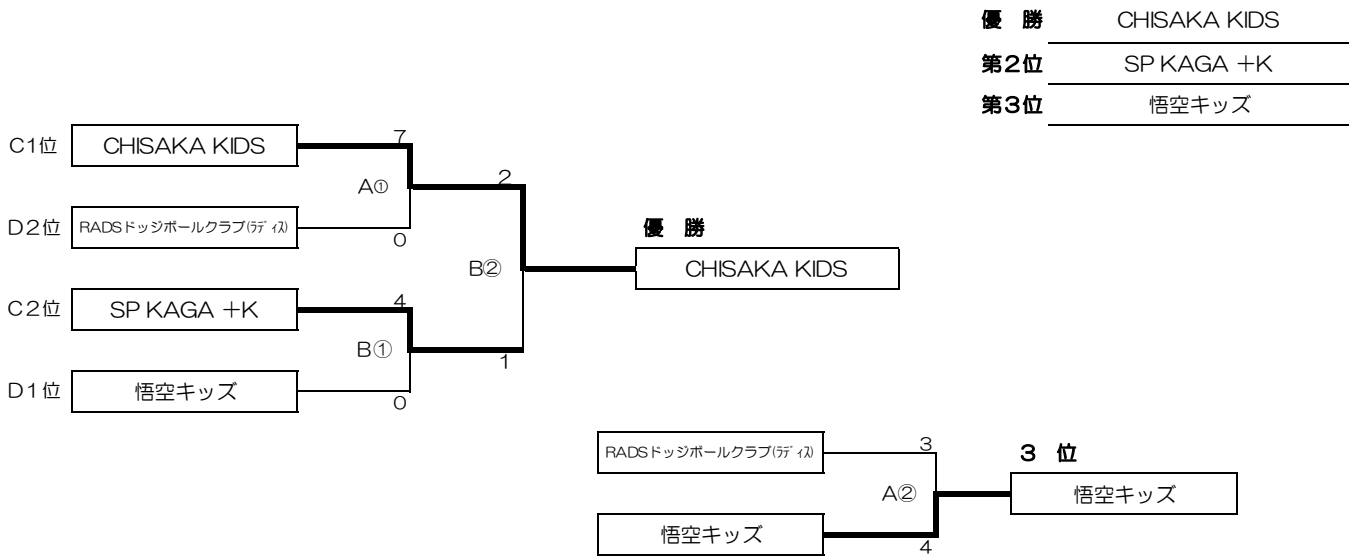 優 勝 CHISAKA KIDS
第2位 SP KAGA +K
第3位 悟空キッズ
C1位 CHISAKA KIDS 7
A① 2
D2位 RADSドッジボールクラブ(ラディス) 0
優 勝
B② CHISAKA KIDS
C2位 SP KAGA +K 4
B① 1
D1位 悟空キッズ 0
RADSドッジボールクラブ(ラディス) 3
3 位
A② 悟空キッズ
悟空キッズ 4